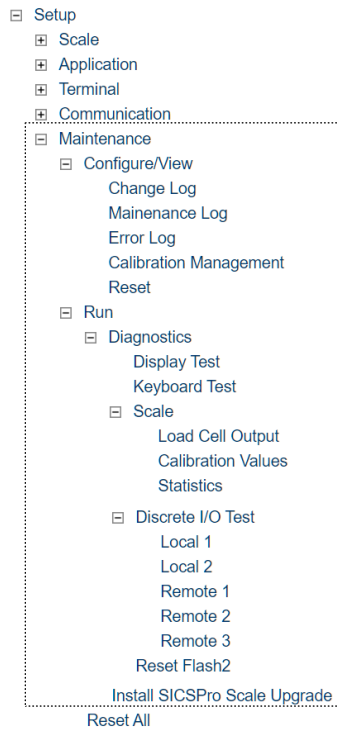 Setup
Scale
Application
Terminal
Communication
Maintenance
Configure/View
Change Log
Mainenance Log
Error Log
Calibration Management
Reset
Run
Diagnostics
Display Test
Keyboard Test
Scale
Load Cell Output
Calibration Values
Statistics
Discrete I/O Test
Local 1
Local 2
Remote 1
Remote 2
Remote 3
Reset Flash2
Install SICSPro Scale Upgrade
Reset All